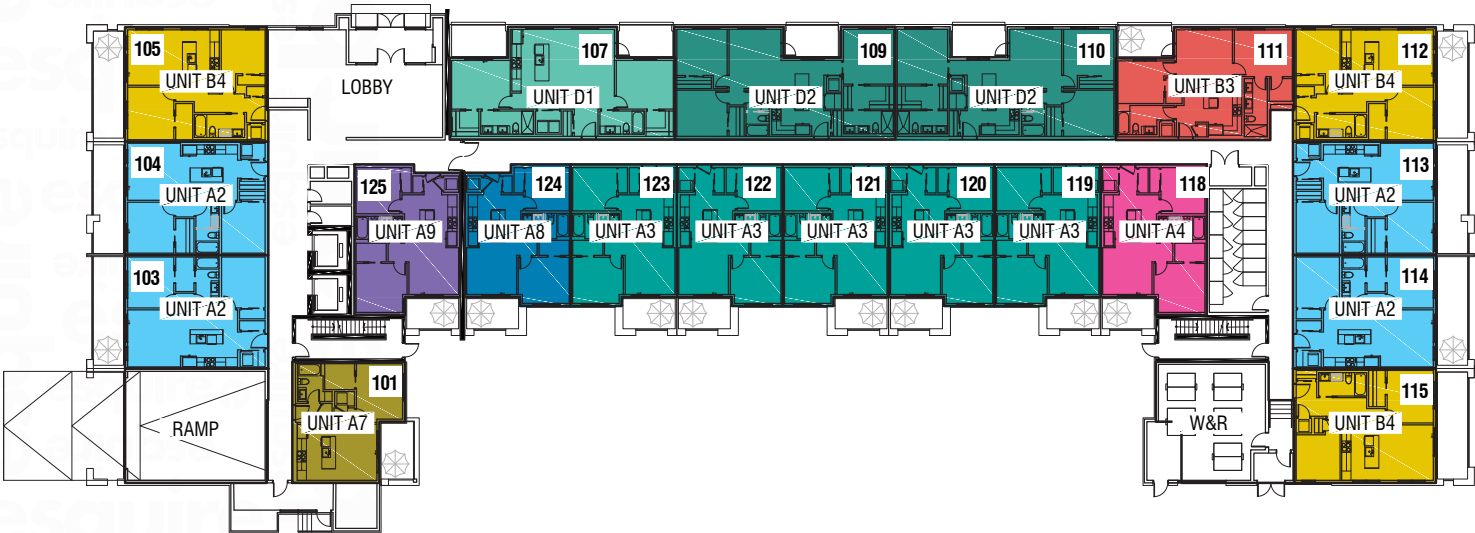 105
UNIT B4
LOBBY
107
UNIT D1
109
UNIT D2
110
UNIT D2
111
UNIT B3
112
UNIT B4
104
UNIT A2
125
UNIT A9
124
UNIT A8
123
UNIT A3
122
UNIT A3
121
UNIT A3
120
UNIT A3
119
UNIT A3
118
UNIT A4
113
UNIT A2
103
UNIT A2
114
UNIT A2
RAMP
101
UNIT A7
W&R
115
UNIT B4
esquire